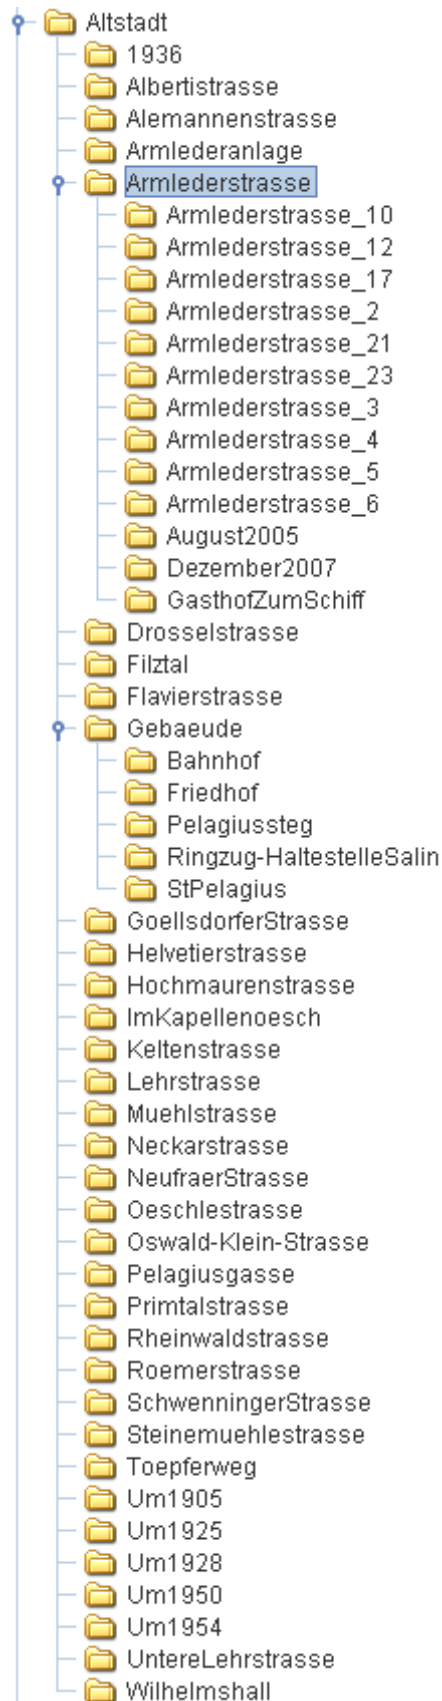 Altstadt
1936
Albertistrasse
Alemannenstrasse
Armlederanlage
Armlederstrasse
Armlederstrasse_10
Armlederstrasse_12
Armlederstrasse_17
Armlederstrasse_2
Armlederstrasse_21
Armlederstrasse_23
Armlederstrasse_3
Armlederstrasse_4
Armlederstrasse_5
Armlederstrasse_6
August2005
Dezember2007
GasthofZumSchiff
Drosselstrasse
Filztal
Flavierstrasse
Gebaeude
Bahnhof
Friedhof
Pelagiussteg
Ringzug-HaltestelleSalin
StPelagius
GoellsdorferStrasse
Helvetierstrasse
Hochmaurenstrasse
ImKapellenoesch
Keltenstrasse
Lehrstrasse
Muehlstrasse
Neckarstrasse
NeufraerStrasse
Oeschlestrasse
Oswald-Klein-Strasse
Pelagiusgasse
Primtalstrasse
Rheinwaldstrasse
Roemerstrasse
SchwenningerStrasse
Steinemuehlestrasse
Toepferweg
Um1905
Um1925
Um1928
Um1950
Um1954
UntereLehrstrasse
Wilhelmshall